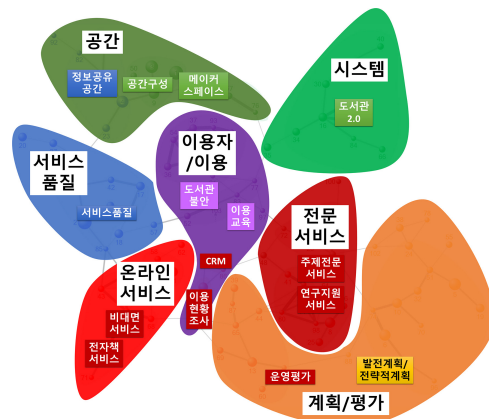 공간
정보공유
공간
공간구성
메이커
스페이스
시스템
도서관
2.0
서비스
품질
서비스품질
이용자
/이용
도서관
불안
이용
교육
CRM
이용
현황
조사
전문
서비스
주제전문
서비스
연구지원
서비스
온라인
서비스
비대면
서비스
전자책
서비스
운영평가
발전계획/
전략적계획
계획/평가